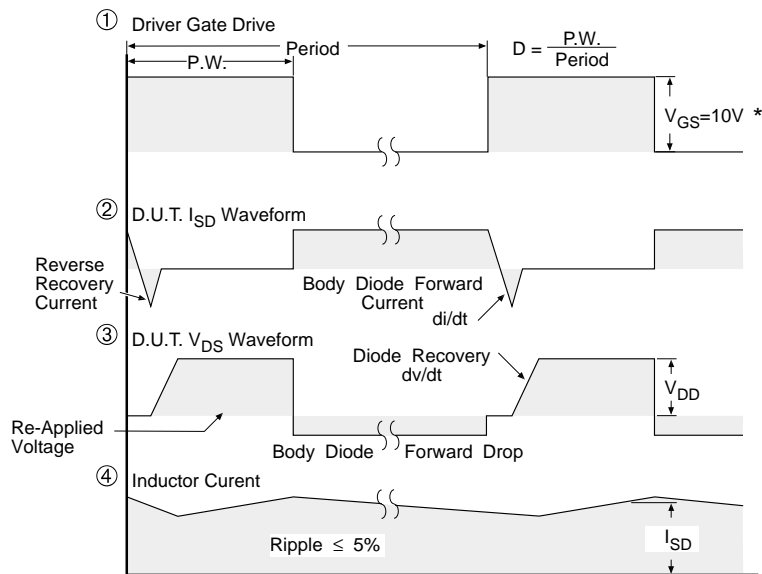 ① Driver Gate Drive
Period
P.W.
D = P.W. / Period
V_GS=10V *
② D.U.T. I_SD Waveform
Reverse
Recovery
Current
Body Diode Forward
Current
di/dt
③ D.U.T. V_DS Waveform
Diode Recovery
dv/dt
V_DD
Re-Applied
Voltage
Body Diode Forward Drop
④ Inductor Curent
Ripple ≤ 5%
I_SD